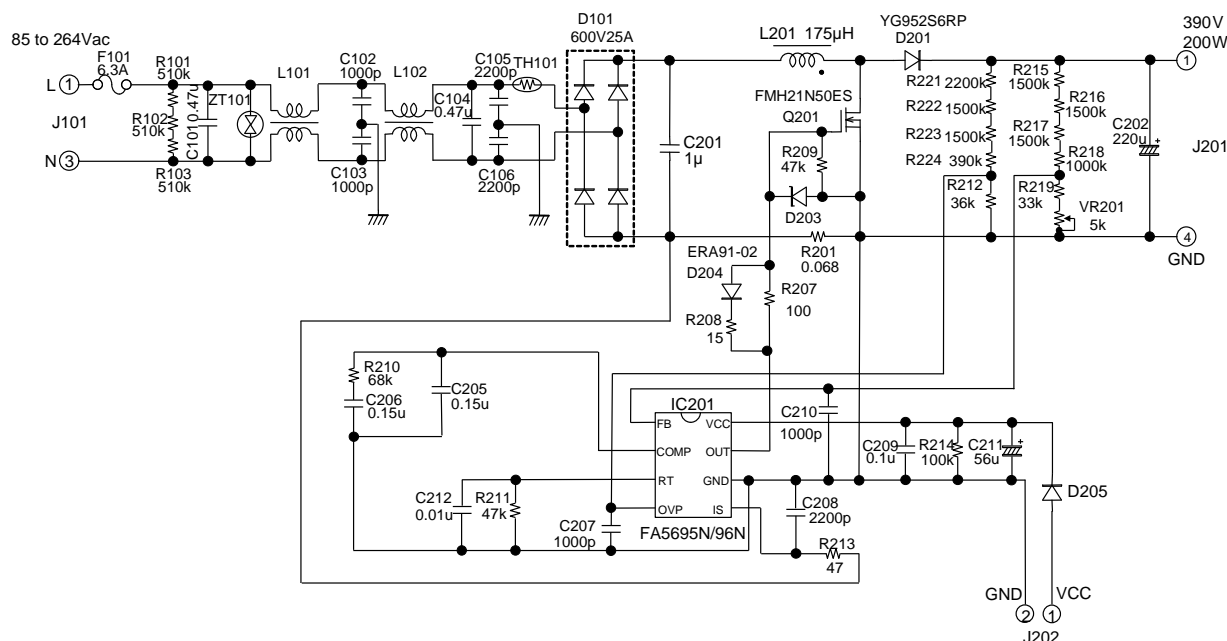 85 to 264Vac
F101
6.3A
L
1
J101
N
3
R101
510k
R102
510k
R103
510k
C101 0.47u
ZT101
L101
C102
1000p
C103
1000p
L102
C104
0.47u
C105
2200p
C106
2200p
TH101
D101
600V25A
C201
1µ
L201 175µH
YG952S6RP
D201
FMH21N50ES
Q201
R209
47k
D203
R201
0.068
R221
2200k
R222
1500k
R223
1500k
R224
390k
R212
36k
R215
1500k
R216
1500k
R217
1500k
R218
1000k
R219
33k
VR201
5k
C202
220u
+
390V
200W
1
J201
4
GND
ERA91-02
D204
R207
100
R208
15
R210
68k
C206
0.15u
C205
0.15u
C212
0.01u
R211
47k
C207
1000p
IC201
FB
VCC
COMP
OUT
RT
GND
OVP
IS
FA5695N/96N
C210
1000p
C208
2200p
R213
47
C209
0.1u
R214
100k
C211
56u
+
D205
GND
VCC
2
1
J202